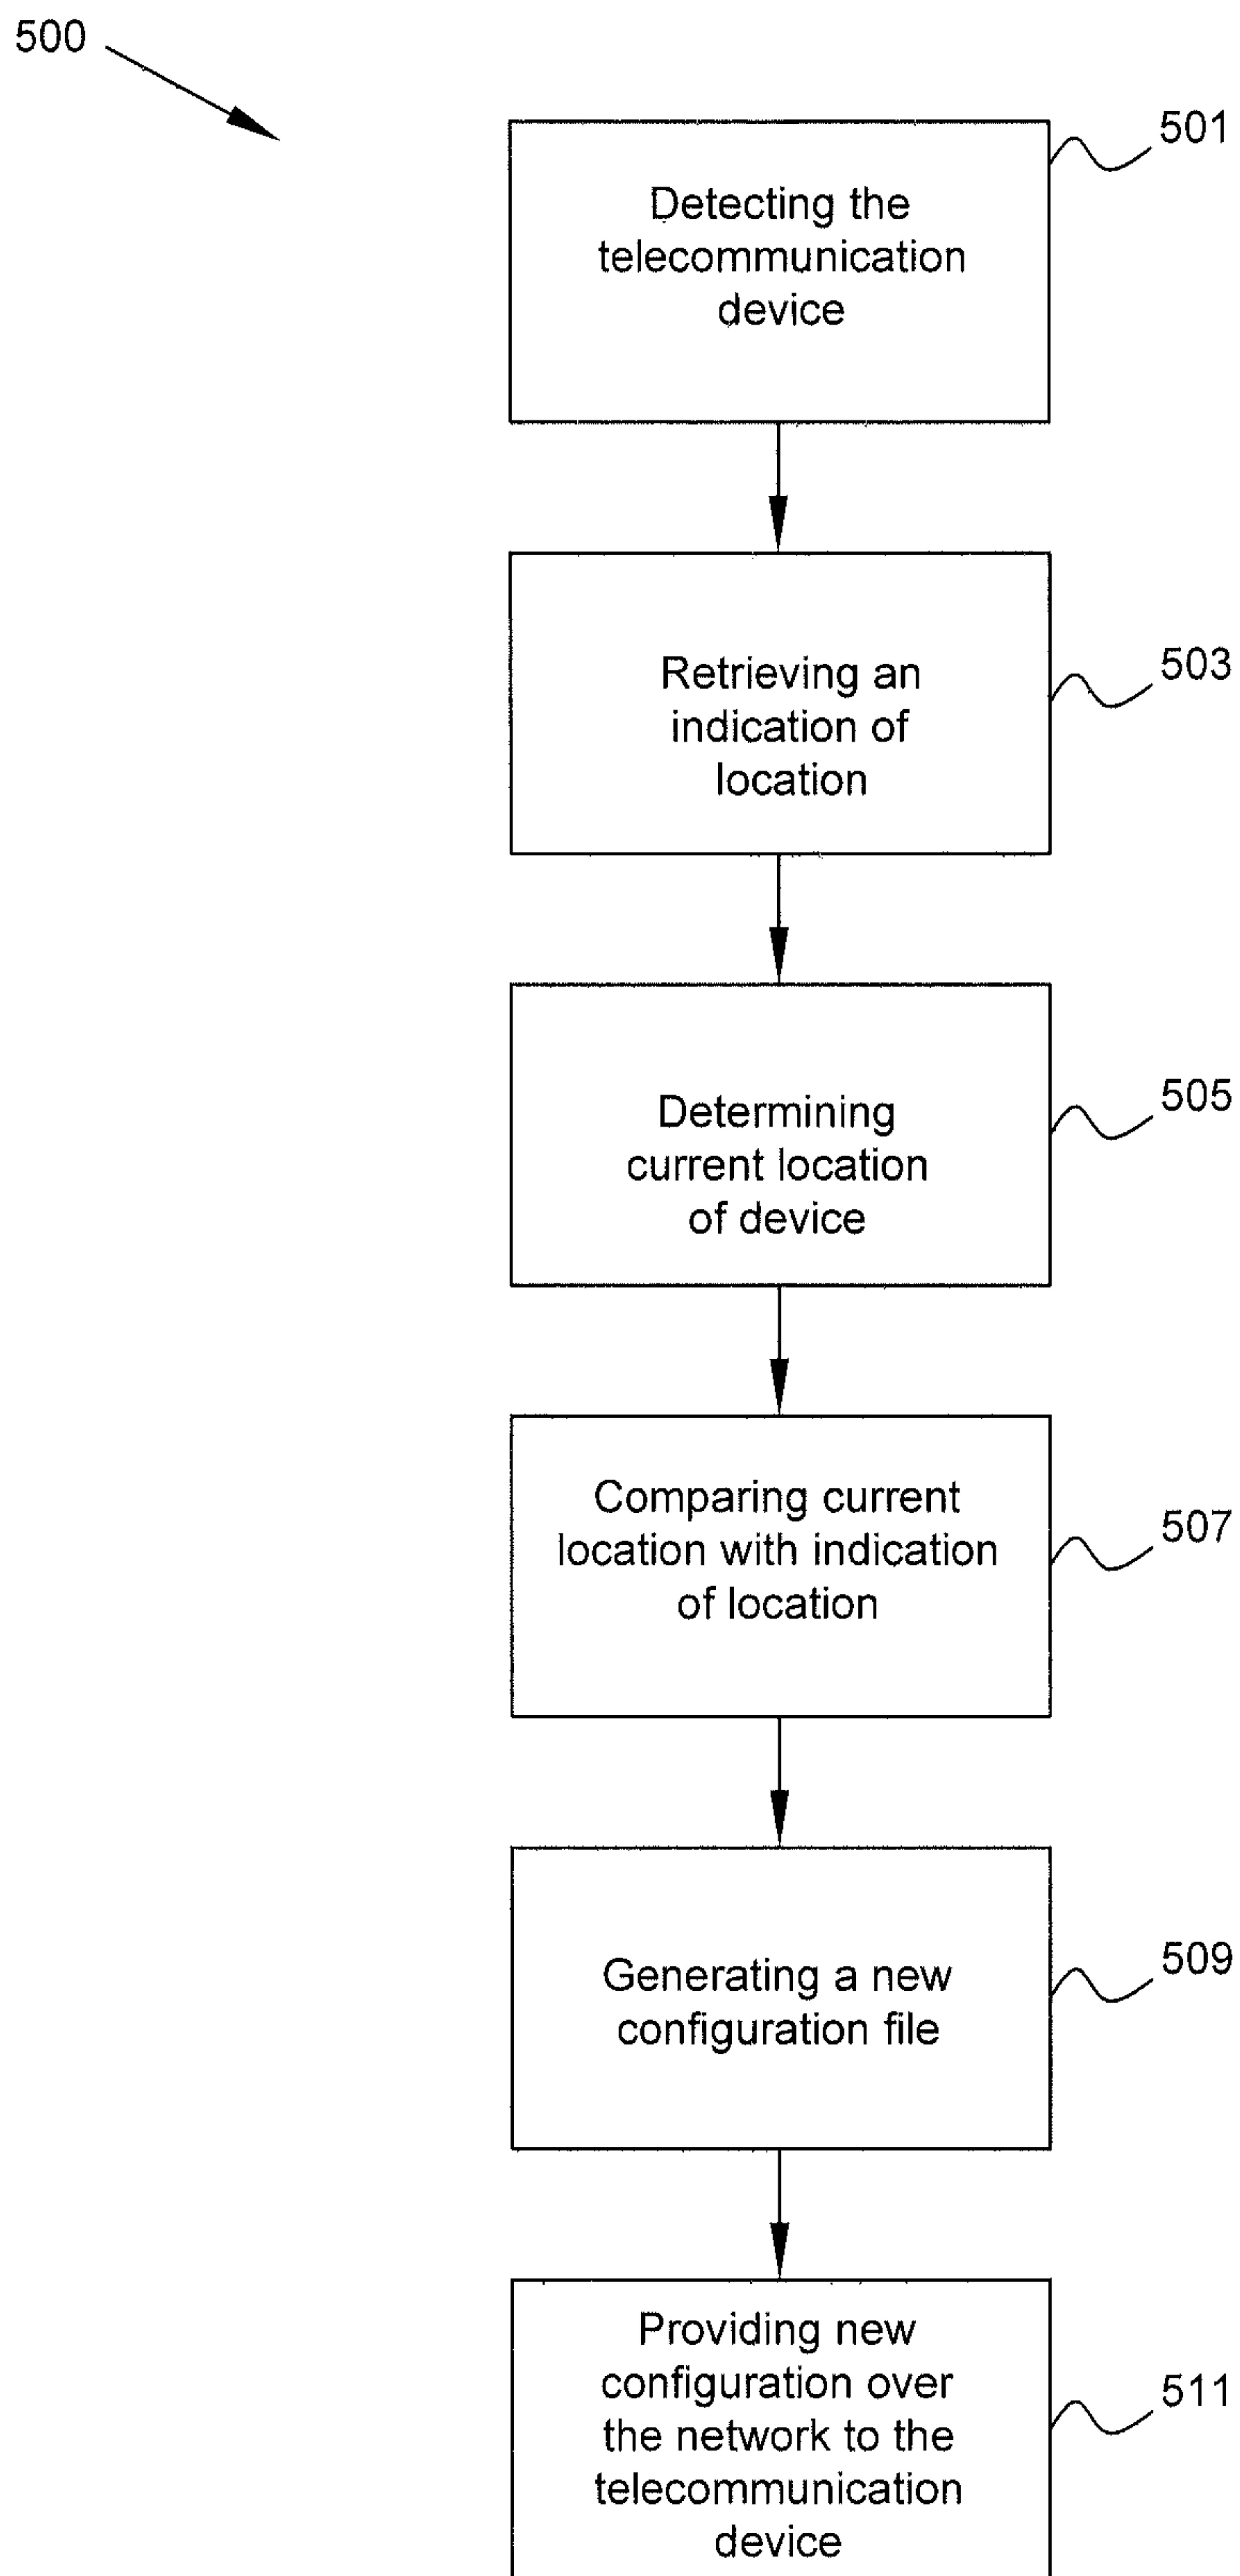 500
501
Detecting the
telecommunication
device
503
Retrieving an
indication of
location
505
Determining
current location
of device
507
Comparing current
location with indication
of location
509
Generating a new
configuration file
511
Providing new
configuration over
the network to the
telecommunication
device